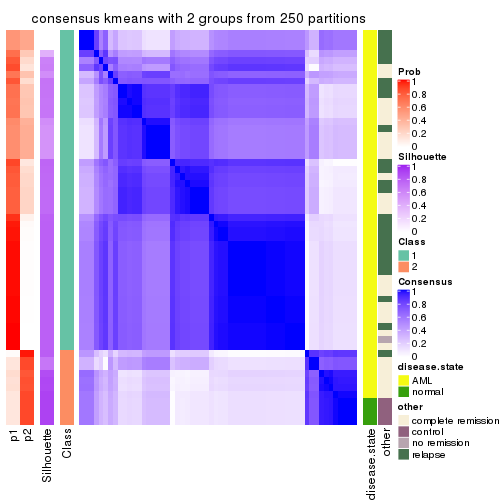 consensus kmeans with 2 groups from 250 partitions
Prob
1
0.8
0.6
0.4
0.2
0
Silhouette
1
0.8
0.6
0.4
0.2
0
Class
1
2
Consensus
1
0.8
0.6
0.4
0.2
0
disease.state
AML
normal
other
complete remission
control
no remission
relapse
p1
p2
Silhouette
Class
disease.state
other